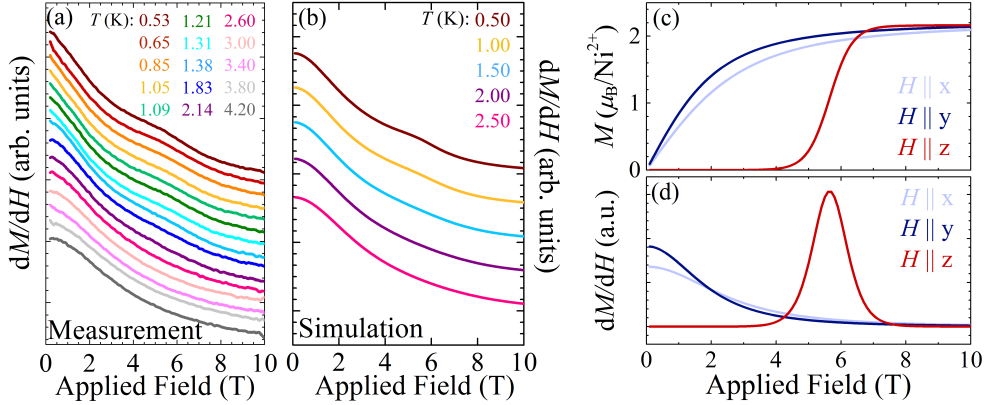 (a) T (K): 0.53 1.21 2.60
0.65 1.31 3.00
0.85 1.38 3.40
1.05 1.83 3.80
1.09 2.14 4.20
dM/dH (arb. units)
Measurement
0 2 4 6 8 10
Applied Field (T)
(b) T (K): 0.50
1.00
1.50
2.00
2.50
dM/dH (arb. units)
Simulation
0 2 4 6 8 10
Applied Field (T)
(c)
M (μB/Ni2+)
2
0
H || x
H || y
H || z
(d)
dM/dH (a.u.)
H || x
H || y
H || z
0 2 4 6 8 10
Applied Field (T)